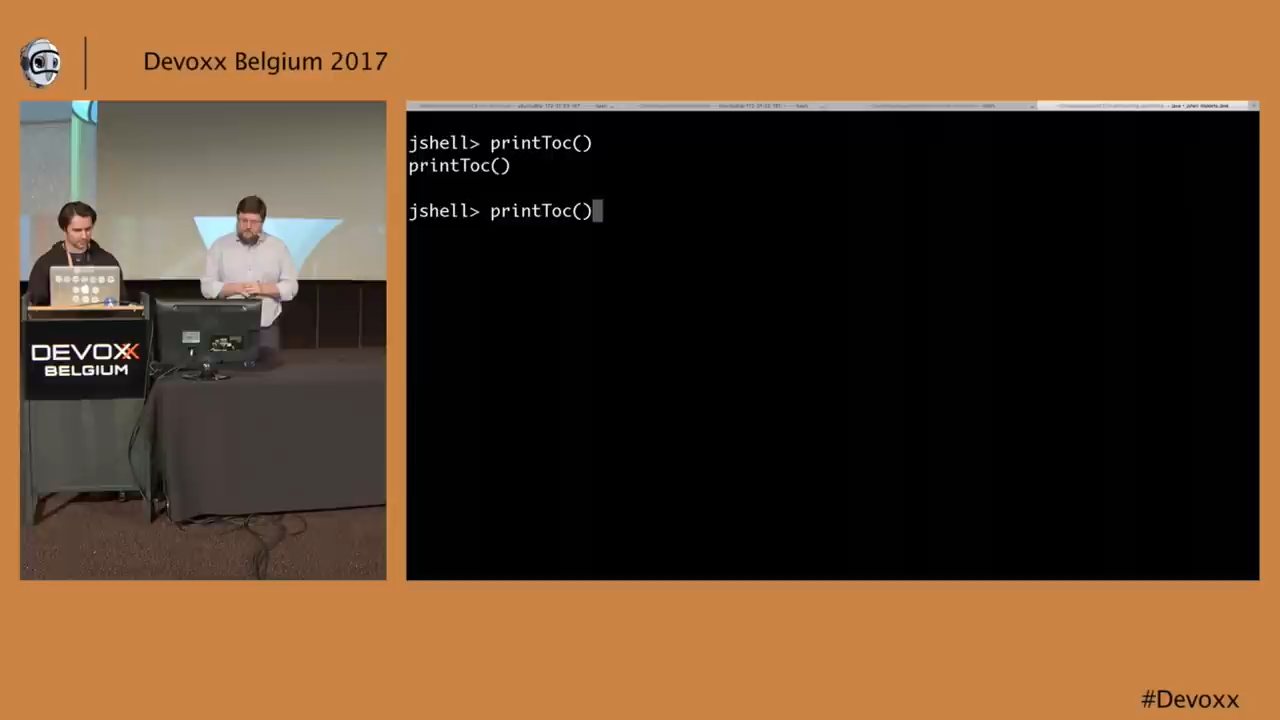 Devoxx Belgium 2017
DEVOXX
BELGIUM
jshell> printToc()
printToc()
jshell> printToc()
#Devoxx